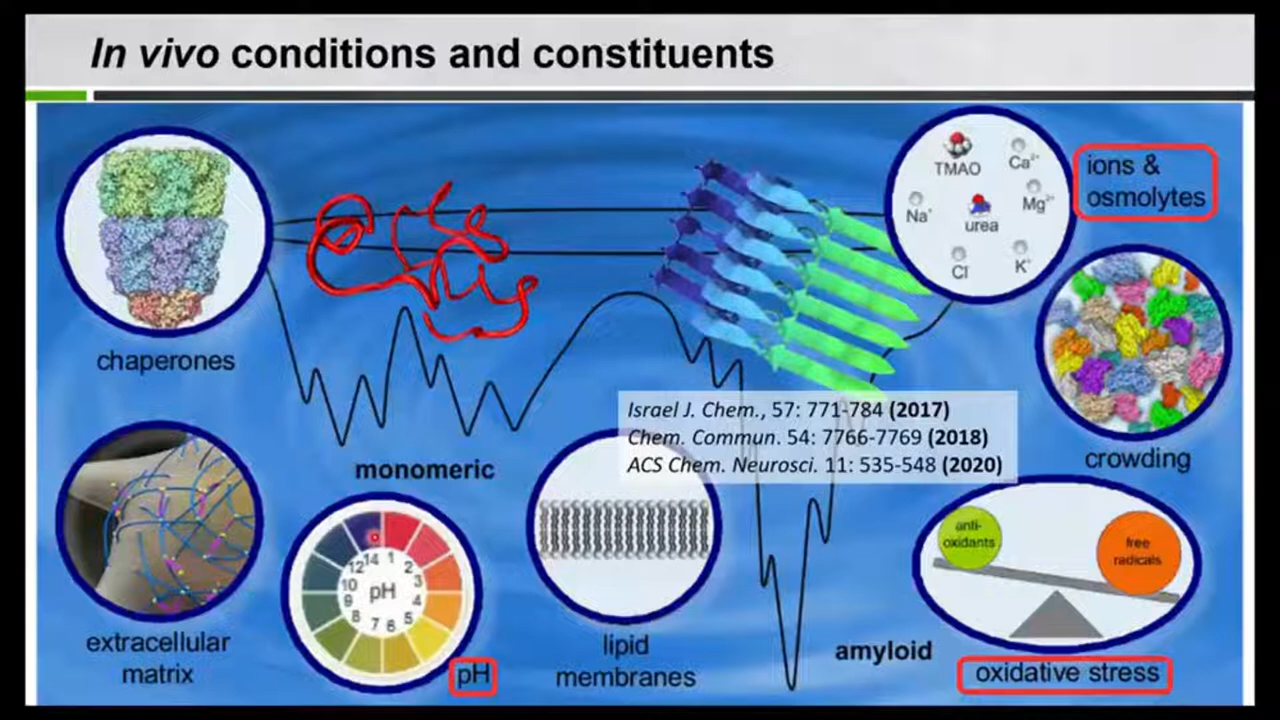 In vivo conditions and constituents
chaperones
TMAO
Ca²⁺
Na⁺
Mg²⁺
urea
Cl⁻
K⁺
ions &
osmolytes
Israel J. Chem., 57: 771-784 (2017)
Chem. Commun. 54: 7766-7769 (2018)
ACS Chem. Neurosci. 11: 535-548 (2020)
crowding
monomeric
extracellular
matrix
14 1 2 3 4 5 6 7 8 9 10 12
pH
pH
lipid
membranes
amyloid
anti-
oxidants
free
radicals
oxidative stress